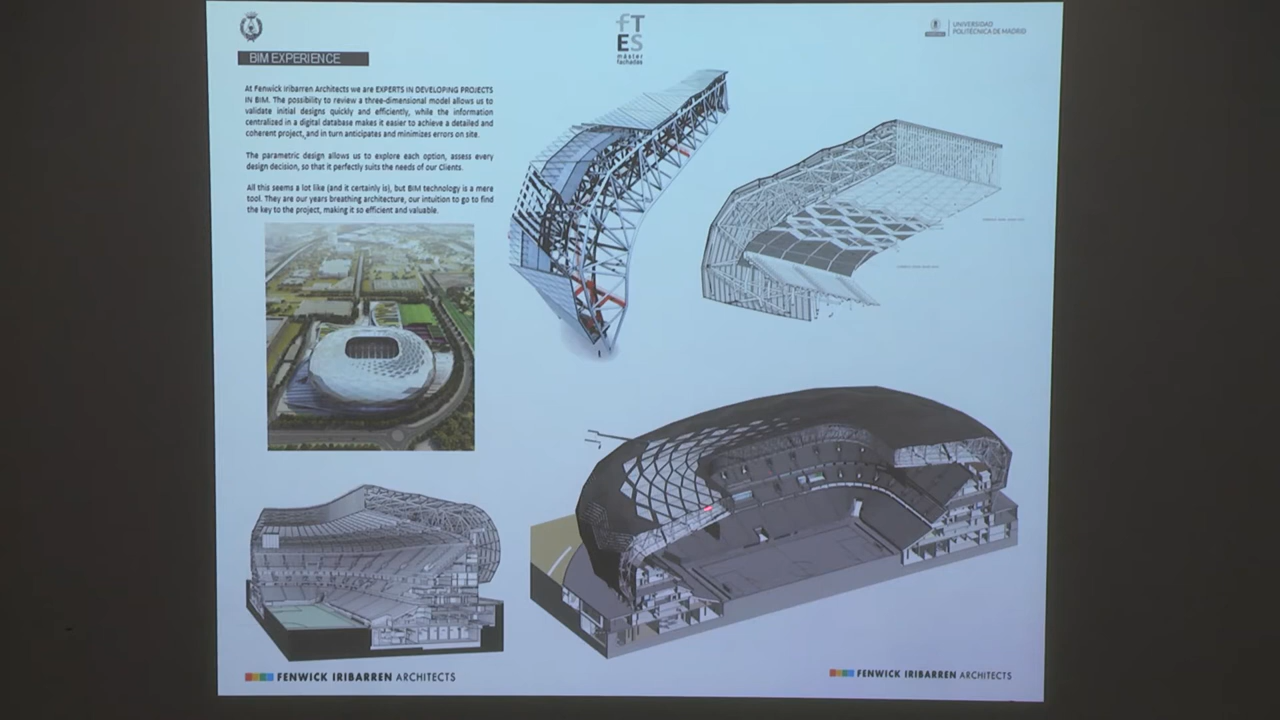 BIM EXPERIENCE
fT
ES
máster
fachadas
UNIVERSIDAD
POLITÉCNICA DE MADRID
At Fenwick Iribarren Architects we are EXPERTS IN DEVELOPING PROJECTS
IN BIM. The possibility to review a three-dimensional model allows us to
validate initial designs quickly and efficiently, while the information
centralized in a digital database makes it easier to achieve a detailed and
coherent project, and in turn anticipates and minimizes errors on site.
The parametric design allows us to explore each option, assess every
design decision, so that it perfectly suits the needs of our Clients.
All this seems a lot like (and it certainly is), but BIM technology is a mere
tool. They are our years breathing architecture, our intuition to go to find
the key to the project, making it so efficient and valuable.
FENWICK IRIBARREN ARCHITECTS
FENWICK IRIBARREN ARCHITECTS